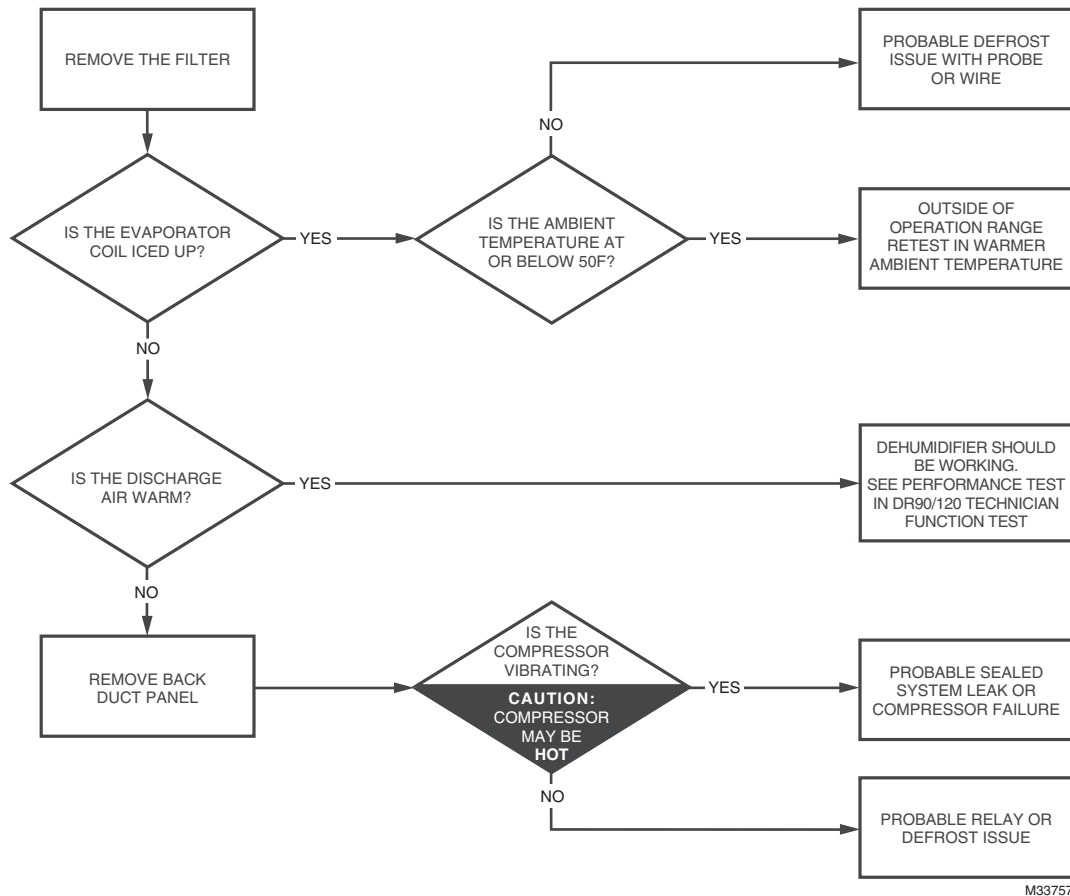 REMOVE THE FILTER
IS THE EVAPORATOR
COIL ICED UP?
YES
IS THE AMBIENT
TEMPERATURE AT
OR BELOW 50F?
NO
PROBABLE DEFROST
ISSUE WITH PROBE
OR WIRE
YES
OUTSIDE OF
OPERATION RANGE
RETEST IN WARMER
AMBIENT TEMPERATURE
NO
IS THE DISCHARGE
AIR WARM?
YES
DEHUMIDIFIER SHOULD
BE WORKING.
SEE PERFORMANCE TEST
IN DR90/120 TECHNICIAN
FUNCTION TEST
NO
REMOVE BACK
DUCT PANEL
IS THE
COMPRESSOR
VIBRATING?
CAUTION:
COMPRESSOR
MAY BE
HOT
YES
PROBABLE SEALED
SYSTEM LEAK OR
COMPRESSOR FAILURE
NO
PROBABLE RELAY OR
DEFROST ISSUE
M33757